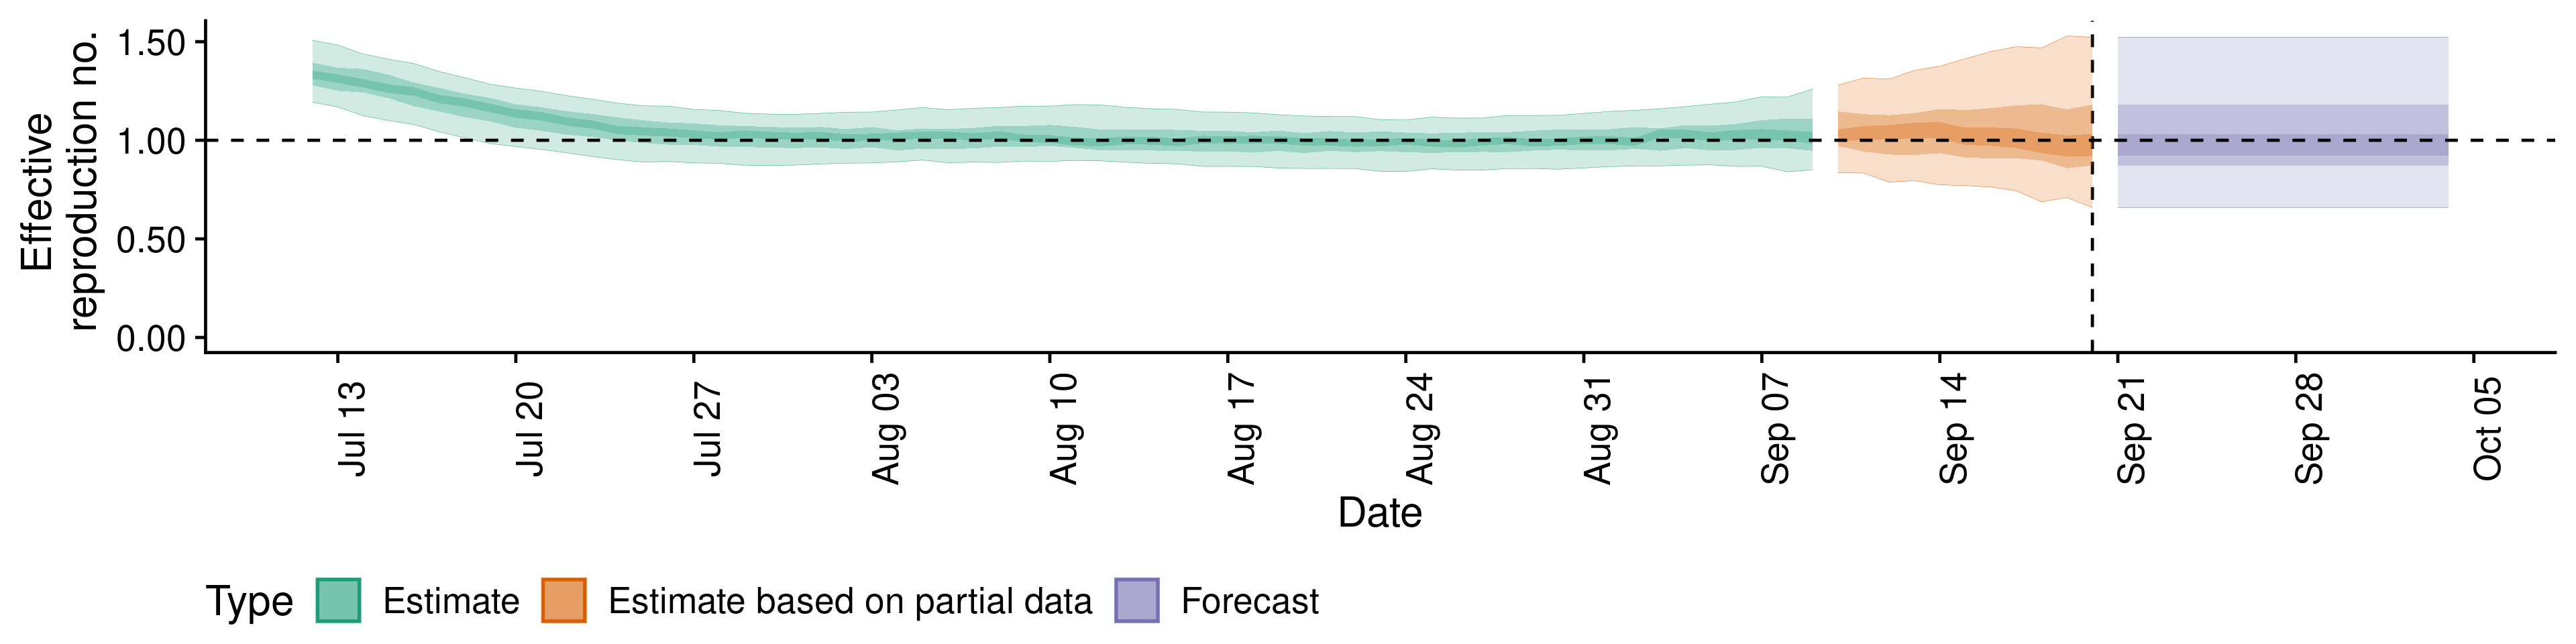 Effective
reproduction no.
1.50
1.00
0.50
0.00
Jul 13
Jul 20
Jul 27
Aug 03
Aug 10
Aug 17
Aug 24
Aug 31
Sep 07
Sep 14
Sep 21
Sep 28
Oct 05
Date
Type Estimate Estimate based on partial data Forecast